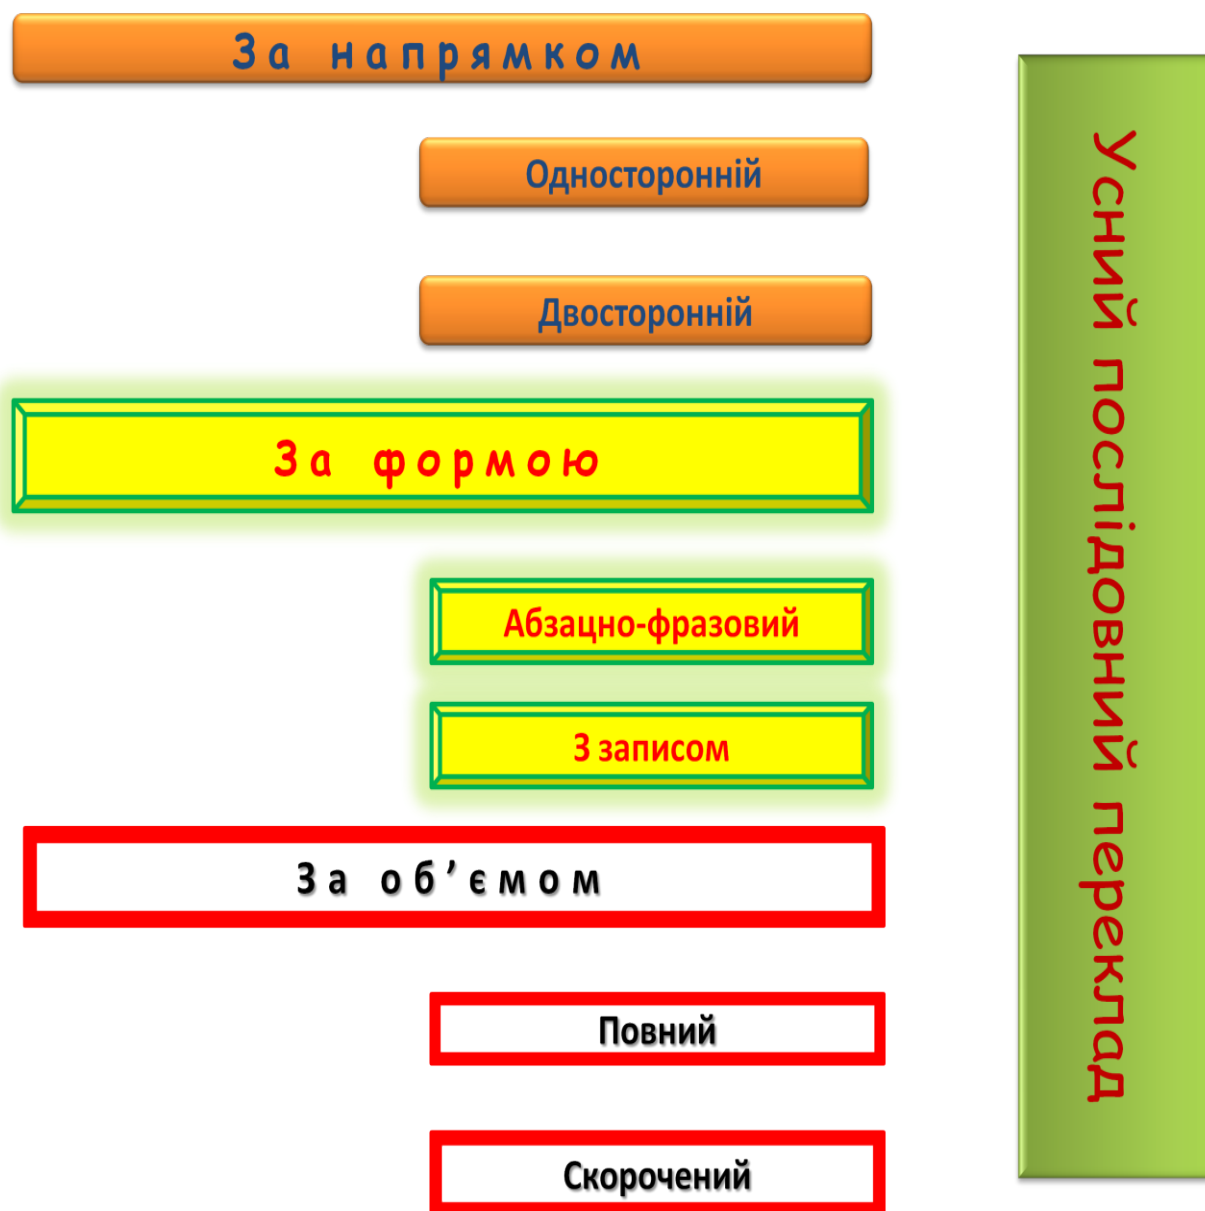 За напрямком
Односторонній
Двосторонній
За формою
Абзацно-фразовий
З записом
За об’ємом
Повний
Скорочений
Усний послідовний переклад